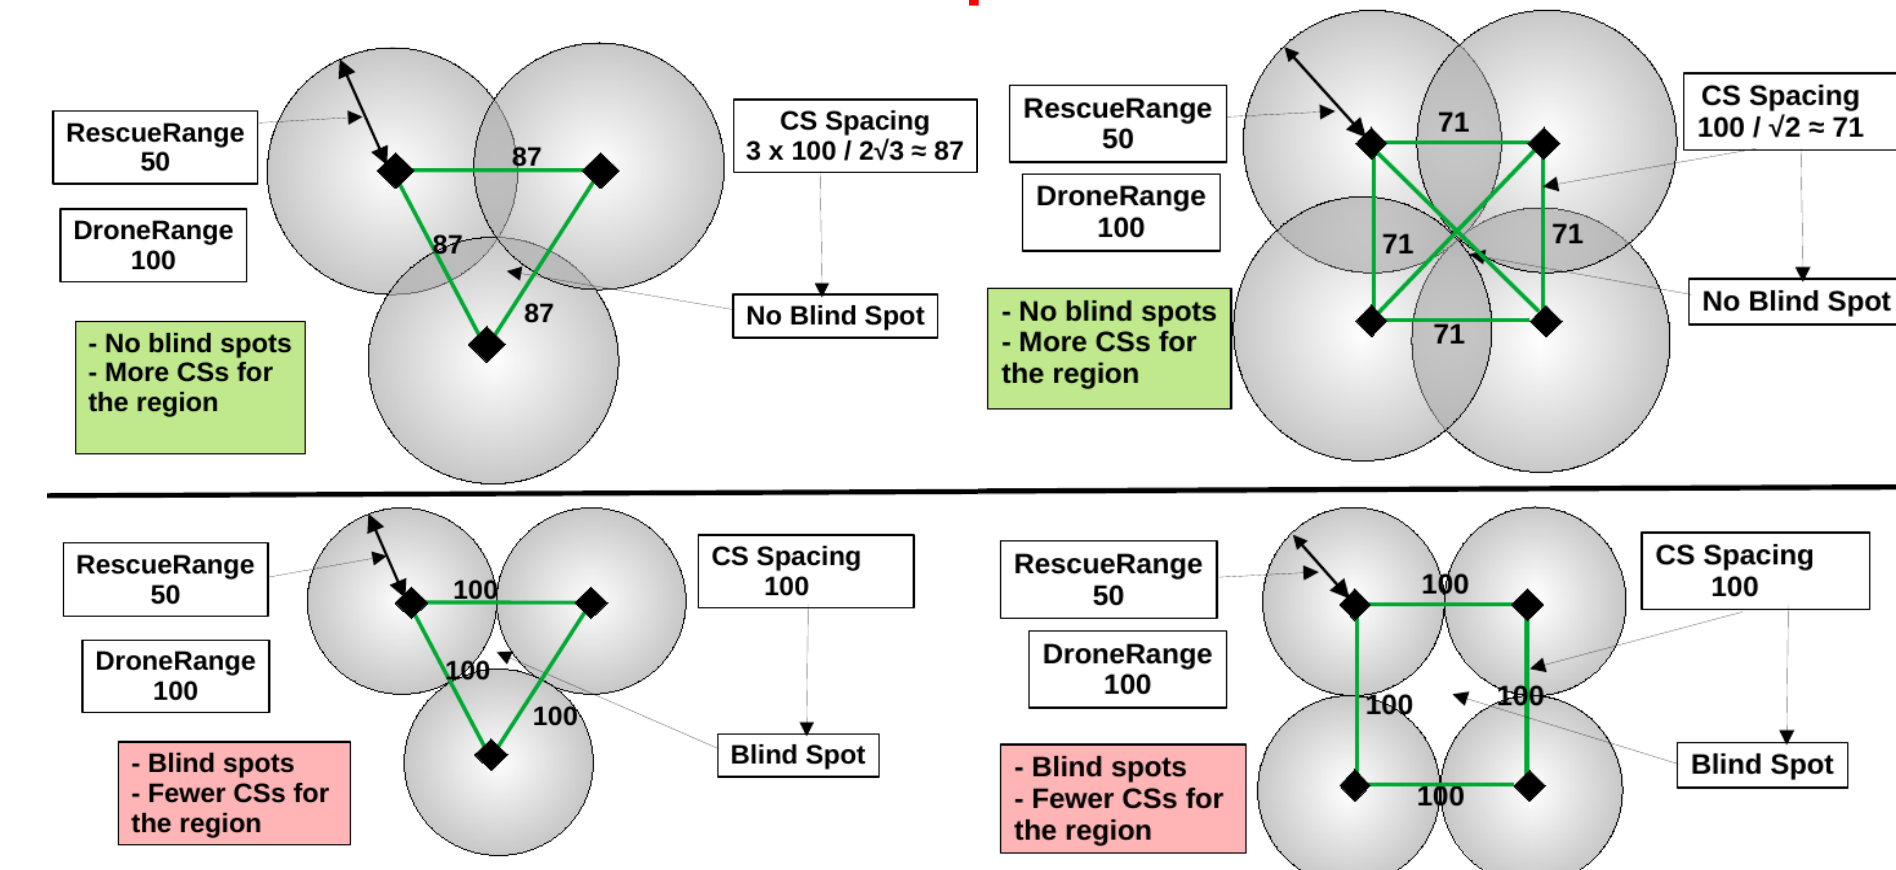 RescueRange
50
DroneRange
100
- No blind spots
- More CSs for
the region
87
87
87
CS Spacing
3 x 100 / 2√3 ≈ 87
No Blind Spot
RescueRange
50
DroneRange
100
- No blind spots
- More CSs for
the region
71
71
71
71
CS Spacing
100 / √2 ≈ 71
No Blind Spot
RescueRange
50
DroneRange
100
- Blind spots
- Fewer CSs for
the region
100
100
100
CS Spacing
100
Blind Spot
RescueRange
50
DroneRange
100
- Blind spots
- Fewer CSs for
the region
100
100
100
100
CS Spacing
100
Blind Spot